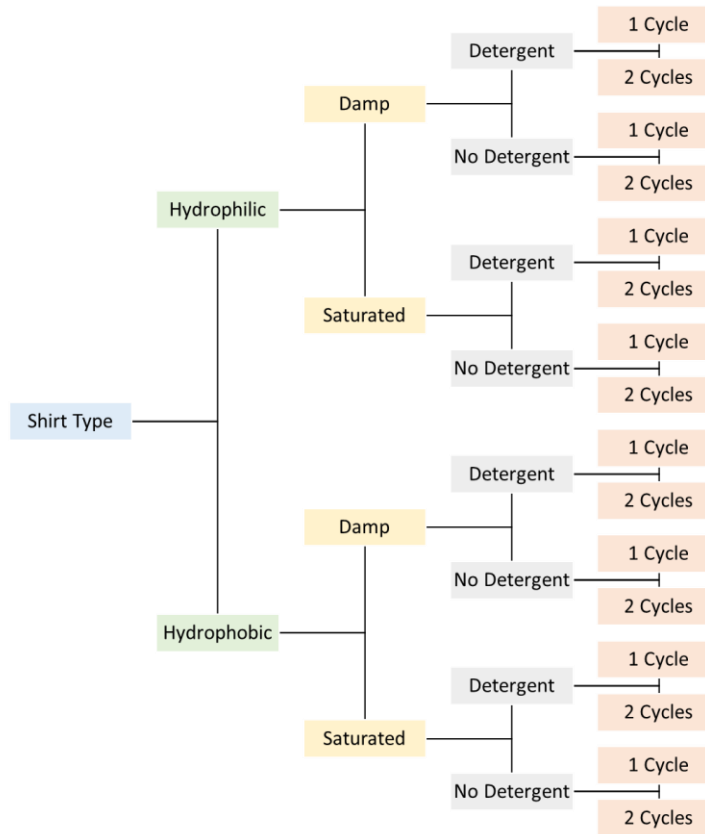 1 Cycle
Detergent
2 Cycles
Damp
1 Cycle
No Detergent
2 Cycles
Hydrophilic
1 Cycle
Detergent
2 Cycles
Saturated
1 Cycle
No Detergent
2 Cycles
Shirt Type
1 Cycle
Detergent
2 Cycles
Damp
1 Cycle
No Detergent
2 Cycles
Hydrophobic
1 Cycle
Detergent
2 Cycles
Saturated
1 Cycle
No Detergent
2 Cycles